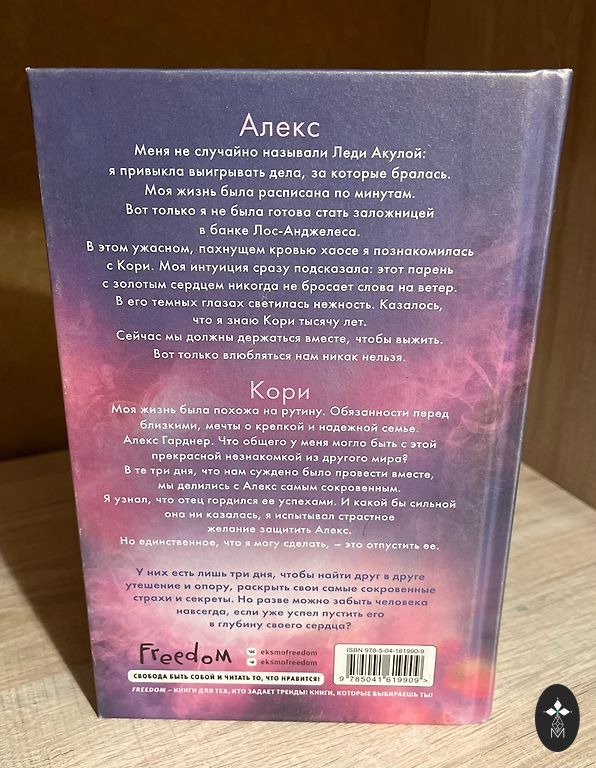 Алекс
Меня не случайно называли Леди Акулой:
я привыкла выигрывать дела, за которые бралась.
Моя жизнь была расписана по минутам.
Вот только я не была готова стать заложницей
в банке Лос-Анджелеса.
В этом ужасном, пахнущем кровью хаосе я познакомилась
с Кори. Моя интуиция сразу подсказала: этот парень
с золотым сердцем никогда не бросает слова на ветер.
В его темных глазах светилась нежность. Казалось,
что я знаю Кори тысячу лет.
Сейчас мы должны держаться вместе, чтобы выжить.
Вот только влюбляться нам никак нельзя.
Кори
Моя жизнь была похожа на рутину. Обязанности перед
близкими, мечты о крепкой и надежной семье.
Алекс Гарднер. Что общего у меня могло быть с этой
прекрасной незнакомкой из другого мира?
В те три дня, что нам суждено было провести вместе,
мы делились с Алекс самым сокровенным.
Я узнал, что отец гордился ее успехами. И какой бы сильной
она ни казалась, я испытывал страстное
желание защитить Алекс.
Но единственное, что я могу сделать, – это отпустить ее.
У них есть лишь три дня, чтобы найти друг в друге
утешение и опору, раскрыть свои самые сокровенные
страхи и секреты. Но разве можно забыть человека
навсегда, если уже успел пустить его
в глубину своего сердца?
Freedom
eksmofreedom
eksmofreedom
СВОБОДА БЫТЬ СОБОЙ И ЧИТАТЬ ТО, ЧТО НРАВИТСЯ!
FREEDOM – КНИГИ ДЛЯ ТЕХ, КТО ЗАДАЕТ ТРЕНДЫ! КНИГИ, КОТОРЫЕ ВЫБИРАЕШЬ ТЫ!
ISBN 978-5-04-161990-9
9 785041 619909 >
M